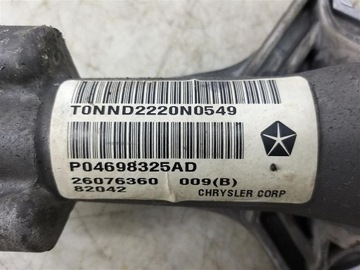 T0NND2220N0549
P04698325AD
26076360 009(B)
82042 CHRYSLER CORP